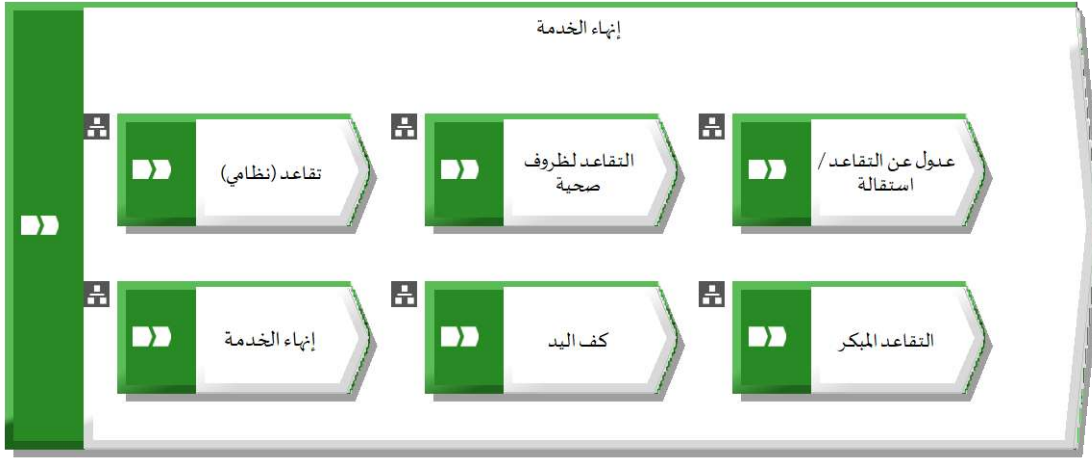 إنهاء الخدمة
عدول عن التقاعد /
استقالة
التقاعد لظروف
صحية
تقاعد (نظامي)
التقاعد المبكر
كف اليد
إنهاء الخدمة